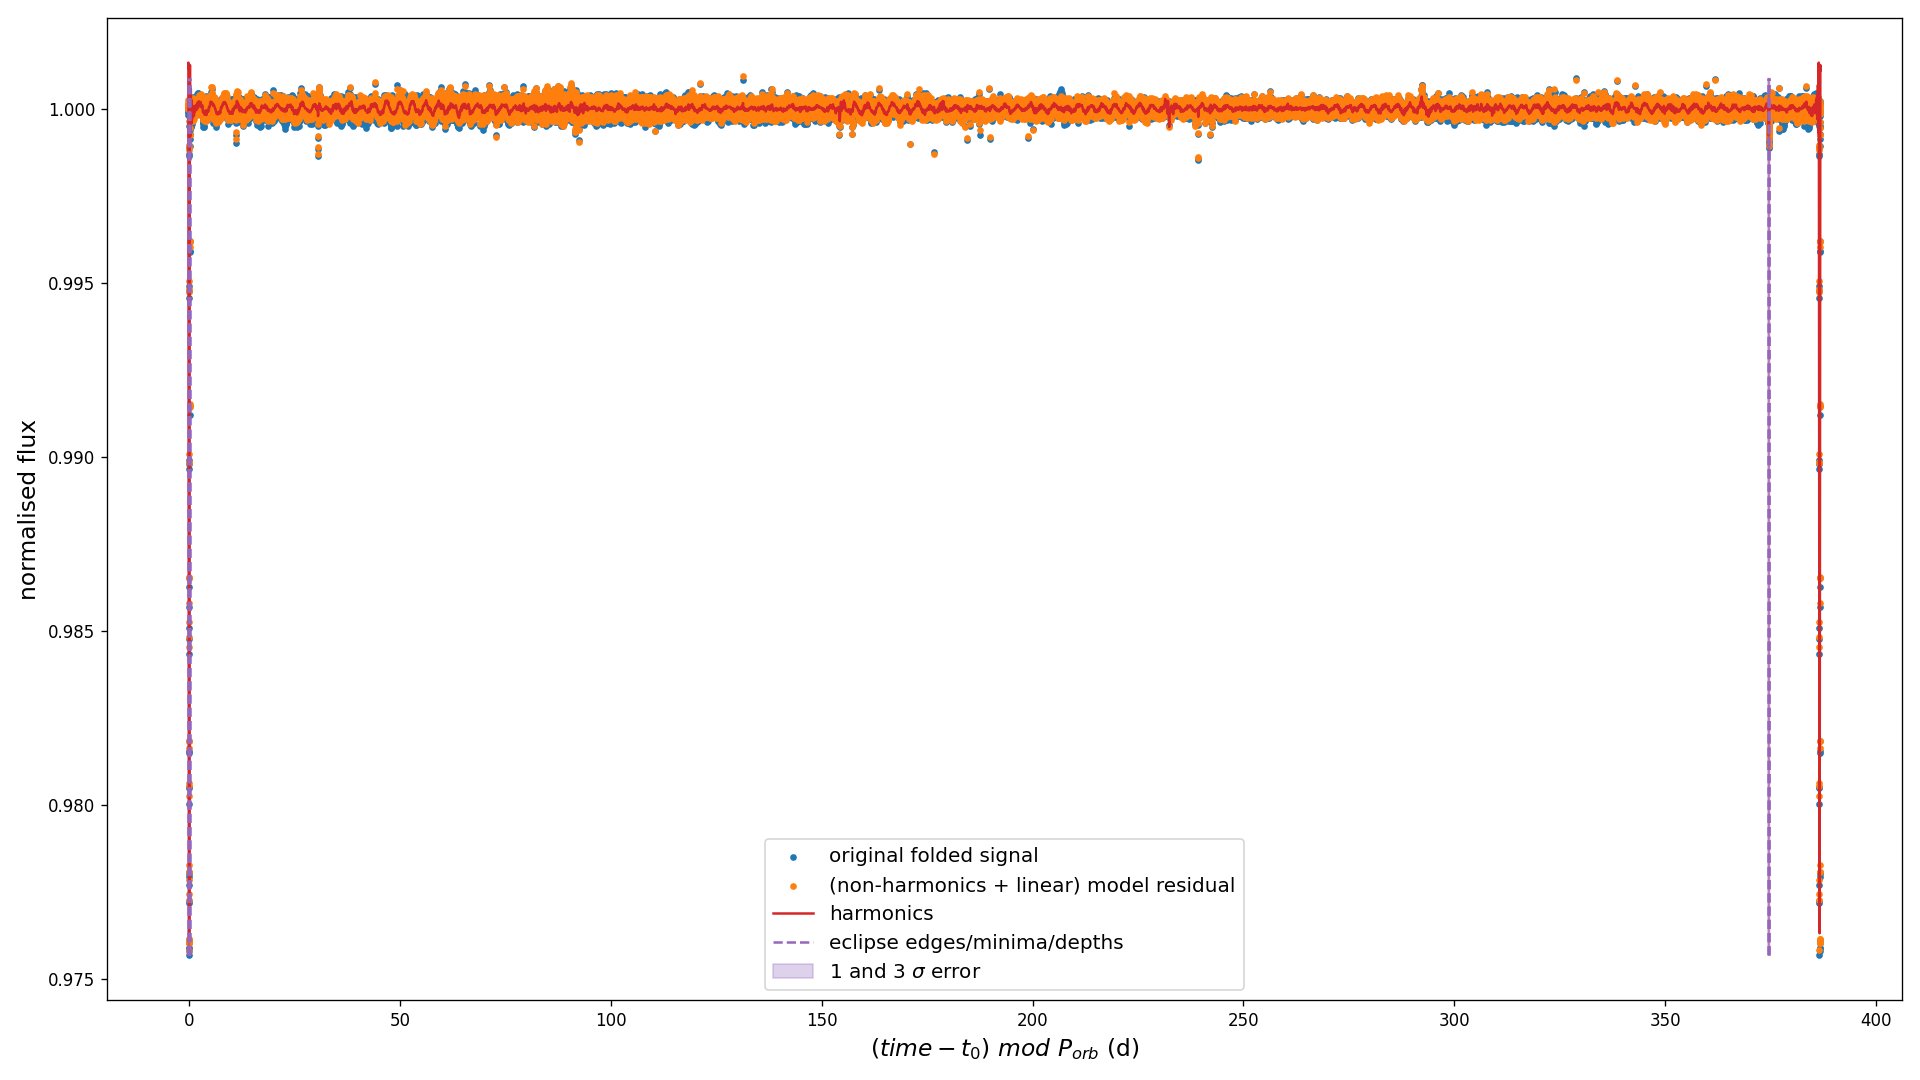 normalised flux
1.000
0.995
0.990
0.985
0.980
0.975
original folded signal
(non-harmonics + linear) model residual
harmonics
eclipse edges/minima/depths
1 and 3 σ error
0 50 100 150 200 250 300 350 400
(time − t₀) mod Pₒᵣb (d)